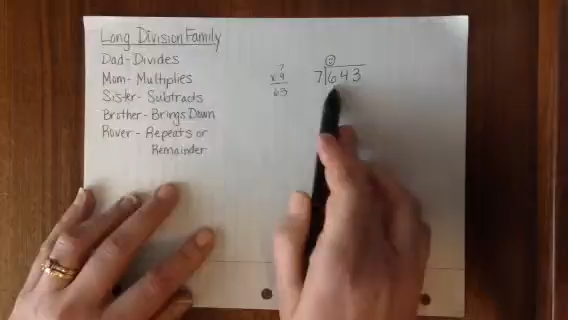 Long Division Family
Dad- Divides
Mom- Multiplies
Sister- Subtracts
Brother- Brings Down
Rover- Repeats or
Remainder
7
x 9
63
7 643